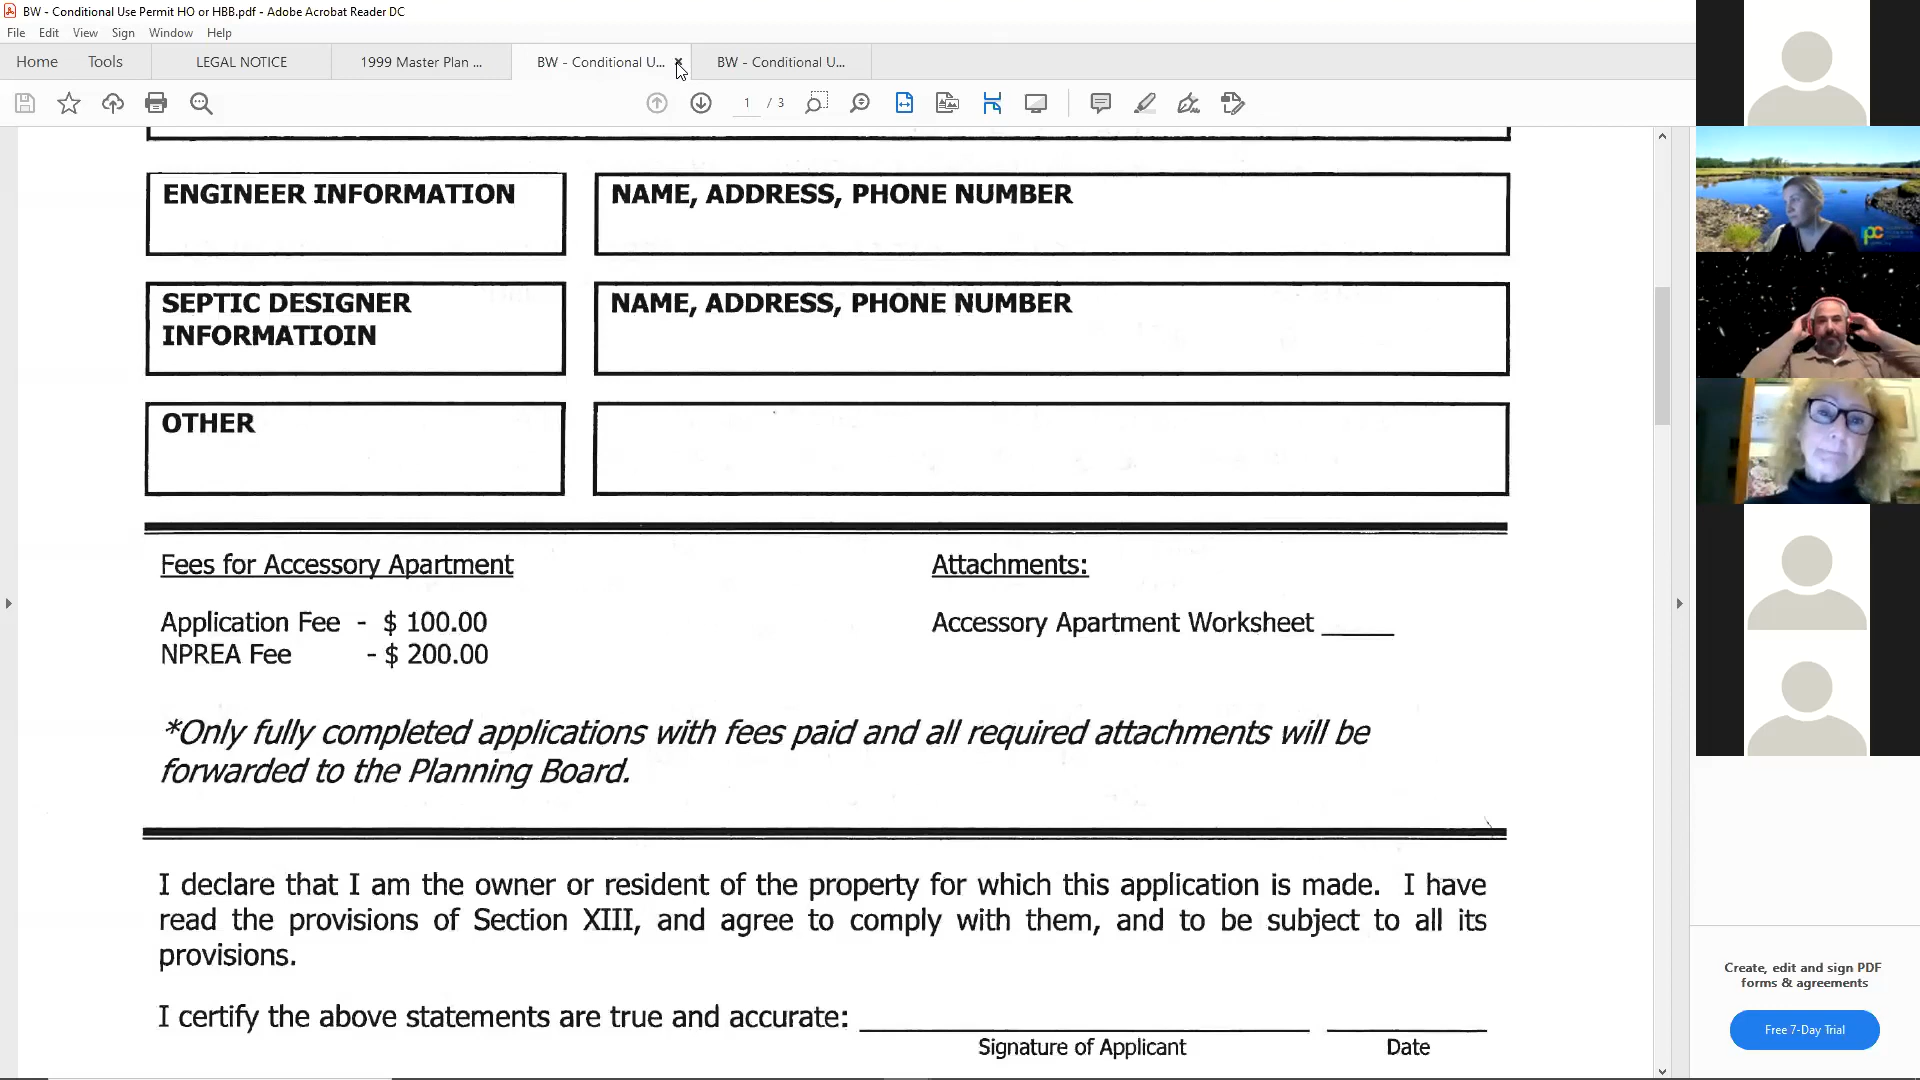 BW - Conditional Use Permit HO or HBB.pdf - Adobe Acrobat Reader DC
File Edit View Sign Window Help
Home Tools LEGAL NOTICE 1999 Master Plan ... BW - Conditional U... BW - Conditional U...
1 / 3
ENGINEER INFORMATION NAME, ADDRESS, PHONE NUMBER
SEPTIC DESIGNER NAME, ADDRESS, PHONE NUMBER
INFORMATIOIN
OTHER
Fees for Accessory Apartment Attachments:
Application Fee - $ 100.00 Accessory Apartment Worksheet _____
NPREA Fee - $ 200.00
*Only fully completed applications with fees paid and all required attachments will be
forwarded to the Planning Board.
I declare that I am the owner or resident of the property for which this application is made. I have
read the provisions of Section XIII, and agree to comply with them, and to be subject to all its
provisions.
I certify the above statements are true and accurate: ______________________________ ___________
Signature of Applicant Date
Create, edit and sign PDF
forms & agreements
Free 7-Day Trial